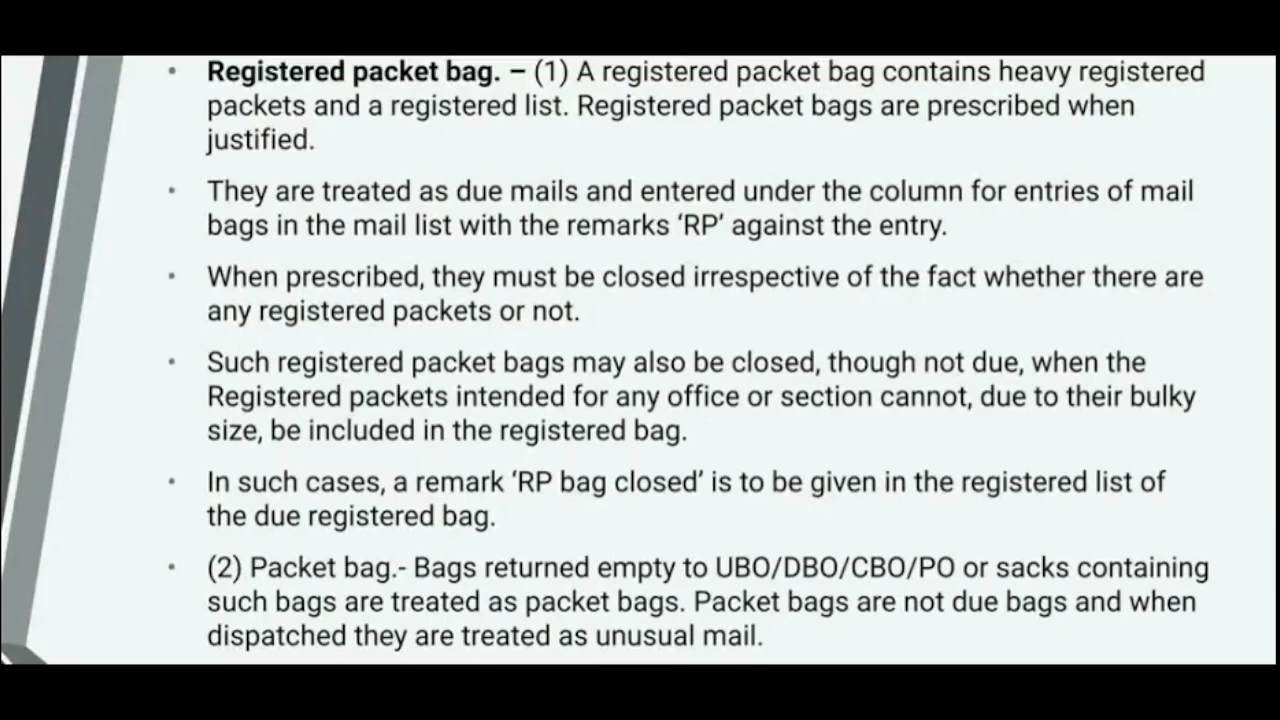 • Registered packet bag. – (1) A registered packet bag contains heavy registered
packets and a registered list. Registered packet bags are prescribed when
justified.
• They are treated as due mails and entered under the column for entries of mail
bags in the mail list with the remarks ‘RP’ against the entry.
• When prescribed, they must be closed irrespective of the fact whether there are
any registered packets or not.
• Such registered packet bags may also be closed, though not due, when the
Registered packets intended for any office or section cannot, due to their bulky
size, be included in the registered bag.
• In such cases, a remark ‘RP bag closed’ is to be given in the registered list of
the due registered bag.
• (2) Packet bag.- Bags returned empty to UBO/DBO/CBO/PO or sacks containing
such bags are treated as packet bags. Packet bags are not due bags and when
dispatched they are treated as unusual mail.